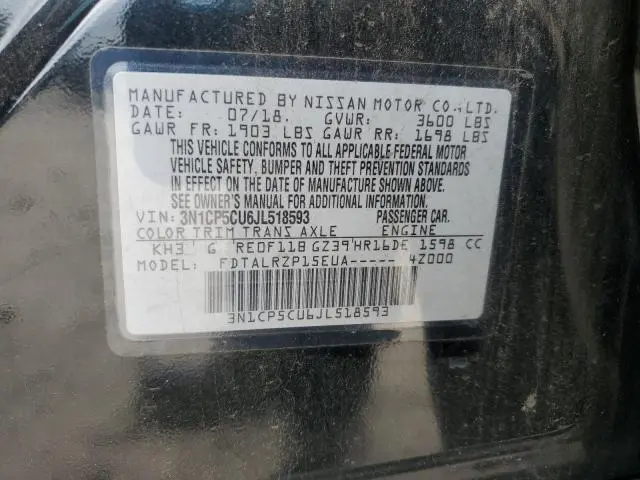 MANUFACTURED BY NISSAN MOTOR CO.,LTD.
DATE: 07/18. GVWR: 3600 LBS
GAWR FR: 1903 LBS GAWR RR: 1698 LBS
THIS VEHICLE CONFORMS TO ALL APPLICABLE FEDERAL MOTOR
VEHICLE SAFETY, BUMPER AND THEFT PREVENTION STANDARDS
IN EFFECT ON THE DATE OF MANUFACTURE SHOWN ABOVE.
SEE OWNER'S MANUAL FOR ADDITIONAL INFORMATION
VIN: 3N1CP5CU6JL518593 PASSENGER CAR.
COLOR TRIM TRANS AXLE ENGINE
KH3 G RE0F11B GZ39 HR16DE 1598 CC
MODEL: FDTALRZP15EUA----- 4Z000
3N1CP5CU6JL518593